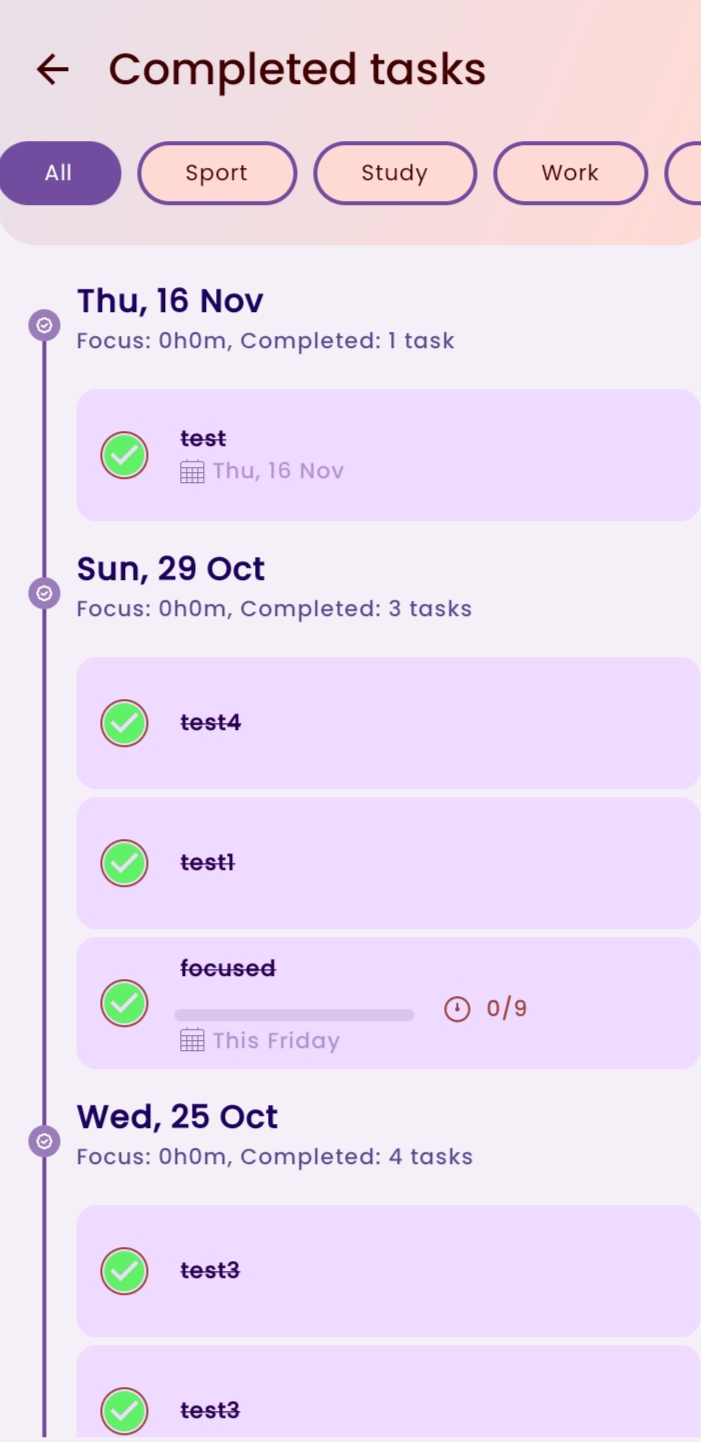 Completed tasks
All
Sport
Study
Work
Thu, 16 Nov
Focus: 0h0m, Completed: 1 task
test
Thu, 16 Nov
Sun, 29 Oct
Focus: 0h0m, Completed: 3 tasks
test4
test1
focused
0/9
This Friday
Wed, 25 Oct
Focus: 0h0m, Completed: 4 tasks
test3
test3